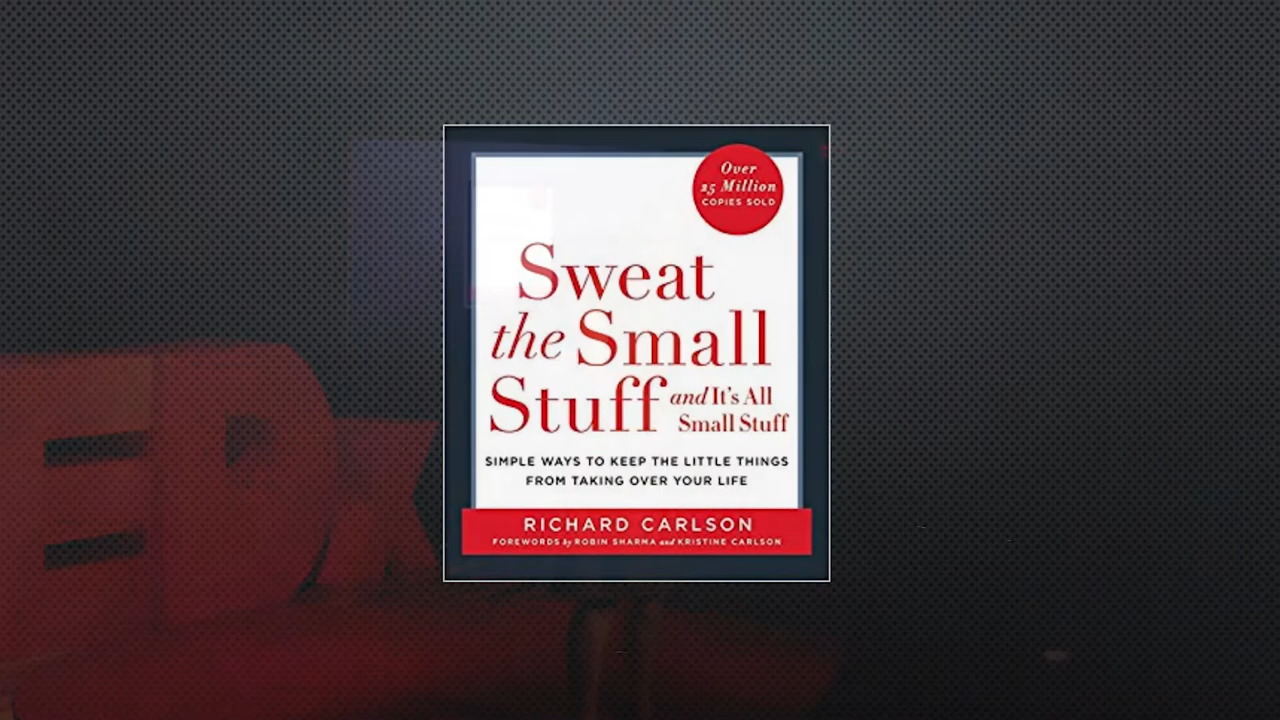 Over
25 Million
COPIES SOLD
Sweat
the Small
Stuff and It's All
Small Stuff
SIMPLE WAYS TO KEEP THE LITTLE THINGS
FROM TAKING OVER YOUR LIFE
RICHARD CARLSON
FOREWORDS by ROBIN SHARMA and KRISTINE CARLSON
ED